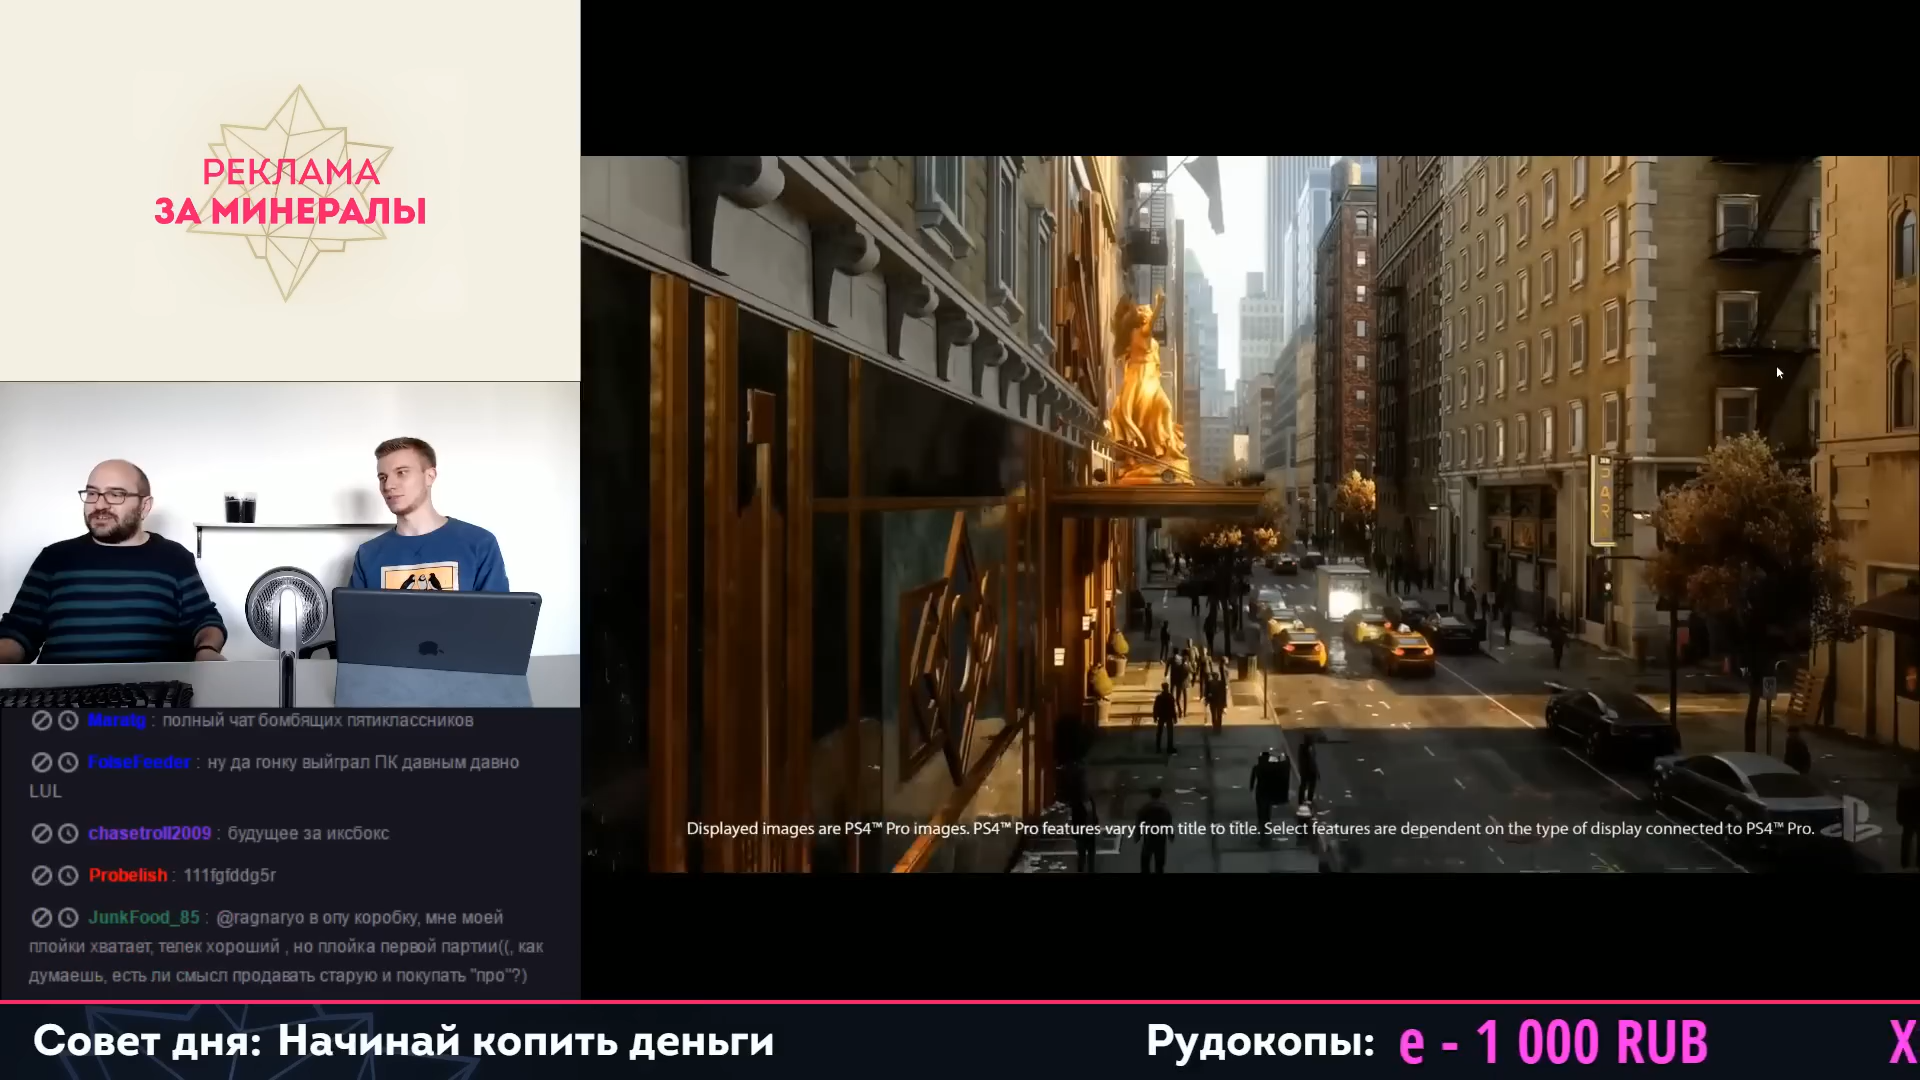 РЕКЛАМА
ЗА МИНЕРАЛЫ
Maralg : полный чат бомбящих пятиклассников
FolseFeeder : ну да гонку выйграл ПК давным давно
LUL
chasetroll2009 : будущее за иксбокс
Probelish : 111fgfddg5r
JunkFood_85 : @ragnaryo в опу коробку, мне моей
плойки хватает, телек хороший , но плойка первой партии((, как
думаешь, есть ли смысл продавать старую и покупать "про"?)
BAR
Displayed images are PS4™ Pro images. PS4™ Pro features vary from title to title. Select features are dependent on the type of display connected to PS4™ Pro.
Совет дня: Начинай копить деньги
Рудокопы: e - 1 000 RUB
X